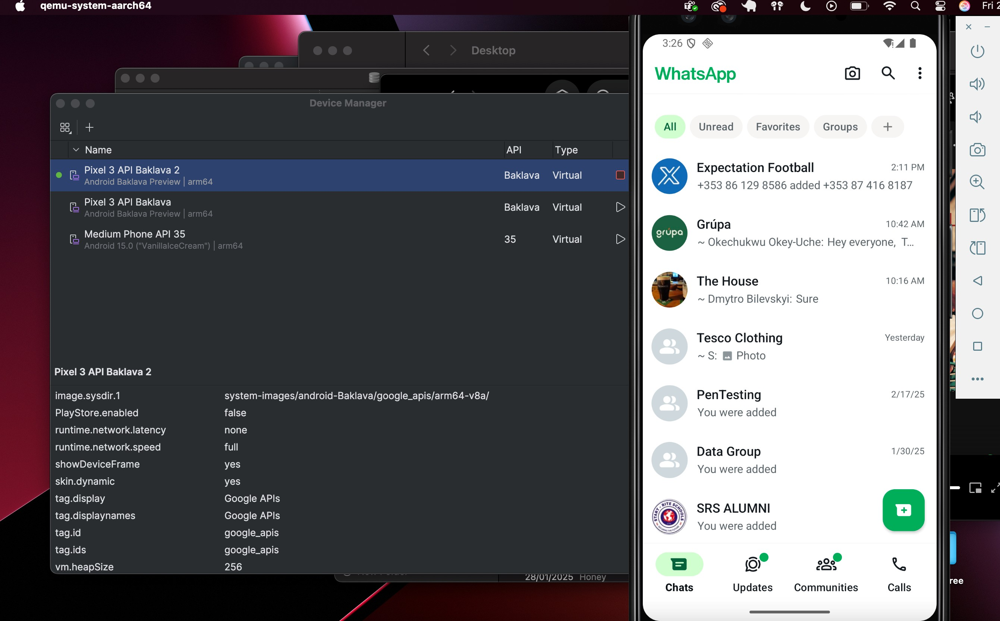 qemu-system-aarch64
Fri 2
Desktop
Device Manager
Name API Type
Pixel 3 API Baklava 2
Android Baklava Preview | arm64
Baklava Virtual
Pixel 3 API Baklava
Android Baklava Preview | arm64
Baklava Virtual
Medium Phone API 35
Android 15.0 ("VanillaIceCream") | arm64
35 Virtual
Pixel 3 API Baklava 2
image.sysdir.1 system-images/android-Baklava/google_apis/arm64-v8a/
PlayStore.enabled false
runtime.network.latency none
runtime.network.speed full
showDeviceFrame yes
skin.dynamic yes
tag.display Google APIs
tag.displaynames Google APIs
tag.id google_apis
tag.ids google_apis
vm.heapSize 256
28/01/2025 Honey
3:26
WhatsApp
All Unread Favorites Groups +
Expectation Football 2:11 PM
+353 86 129 8586 added +353 87 416 8187
grúpa
Grúpa 10:42 AM
~ Okechukwu Okey-Uche: Hey everyone, T...
The House 10:16 AM
~ Dmytro Bilevskyi: Sure
Tesco Clothing Yesterday
~ S: Photo
PenTesting 2/17/25
You were added
Data Group 1/30/25
You were added
START-RITE SCHOOLS
SRS ALUMNI
You were added
Chats Updates Communities Calls
ree